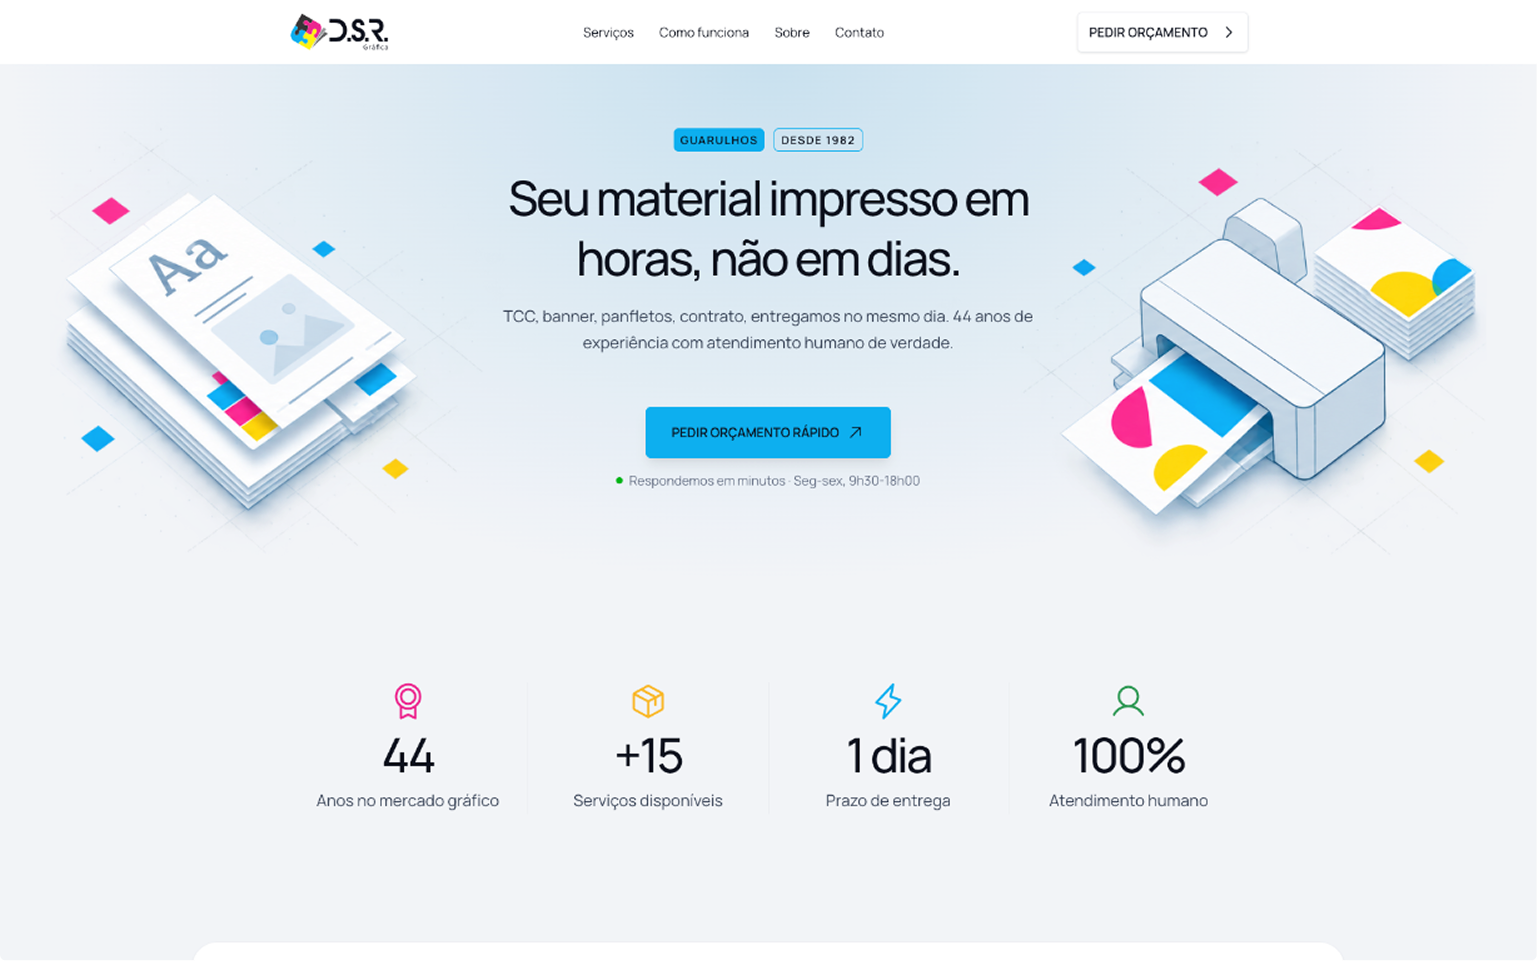 D.S.R.
Gráfica
Serviços
Como funciona
Sobre
Contato
PEDIR ORÇAMENTO
GUARULHOS
DESDE 1982
Seu material impresso em
horas, não em dias.
TCC, banner, panfletos, contrato, entregamos no mesmo dia. 44 anos de
experiência com atendimento humano de verdade.
PEDIR ORÇAMENTO RÁPIDO
Respondemos em minutos · Seg-sex, 9h30-18h00
Aa
44
Anos no mercado gráfico
+15
Serviços disponíveis
1 dia
Prazo de entrega
100%
Atendimento humano